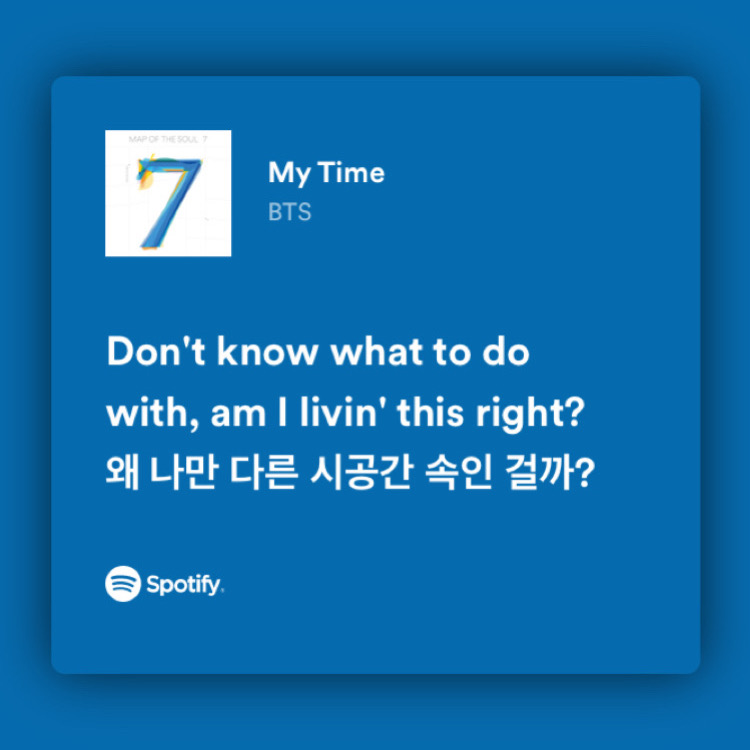 MAP OF THE SOUL 7
7
My Time
BTS
Don't know what to do
with, am I livin' this right?
왜 나만 다른 시공간 속인 걸까?
Spotify